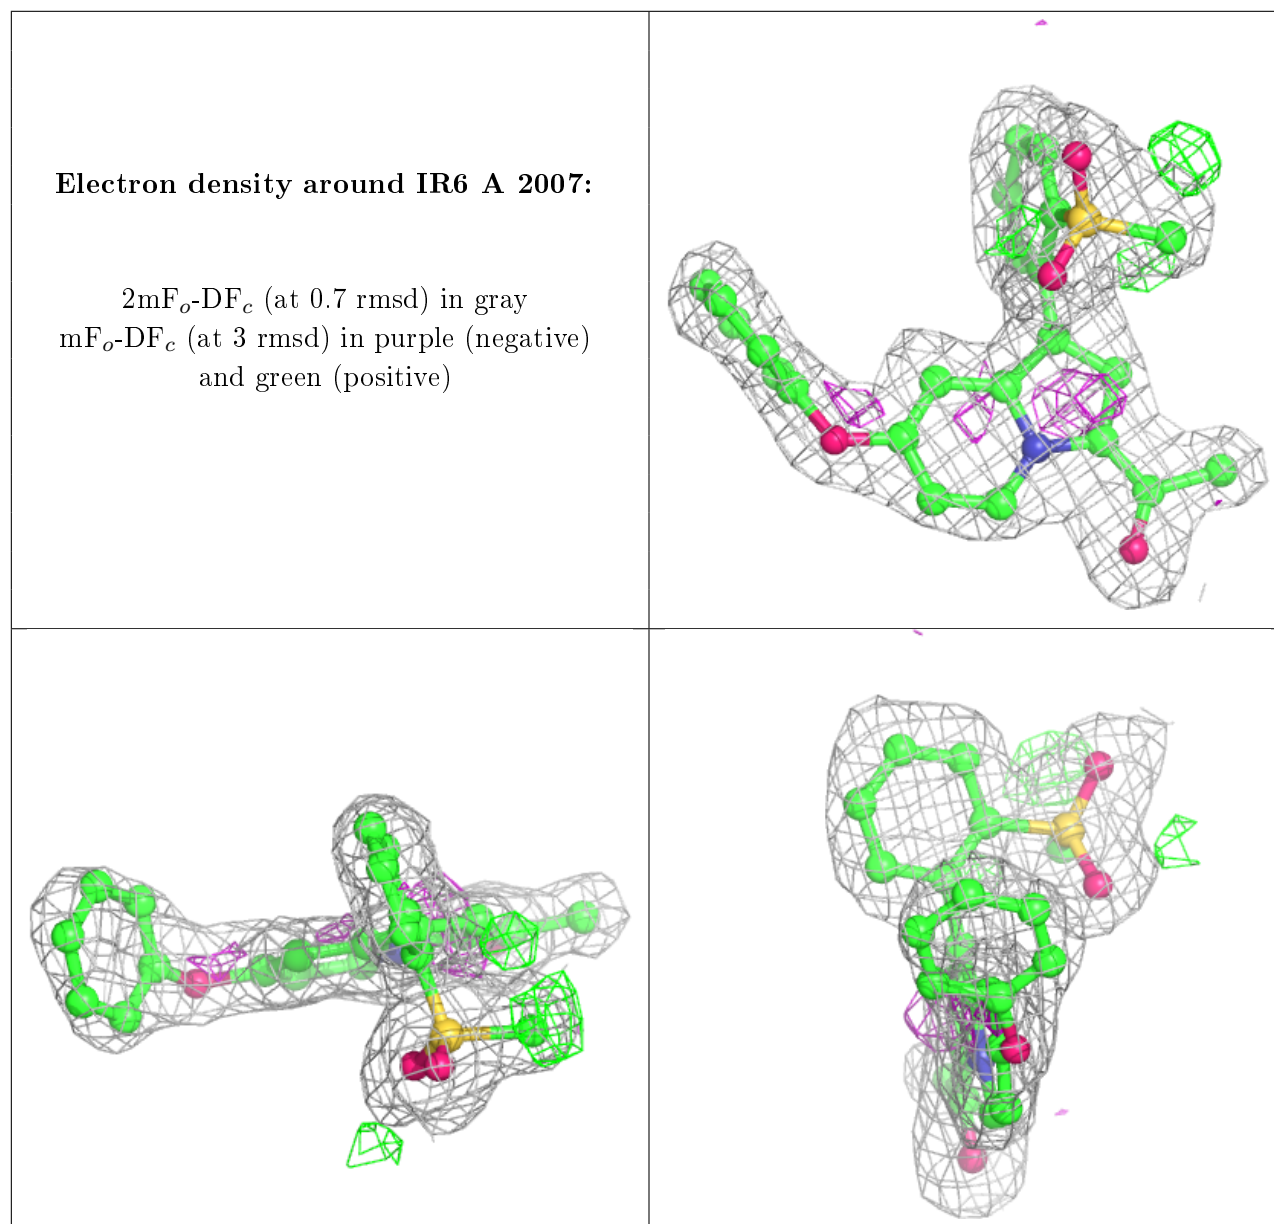 Electron density around IR6 A 2007:
2mFₒ-DF𝒸 (at 0.7 rmsd) in gray
mFₒ-DF𝒸 (at 3 rmsd) in purple (negative)
and green (positive)